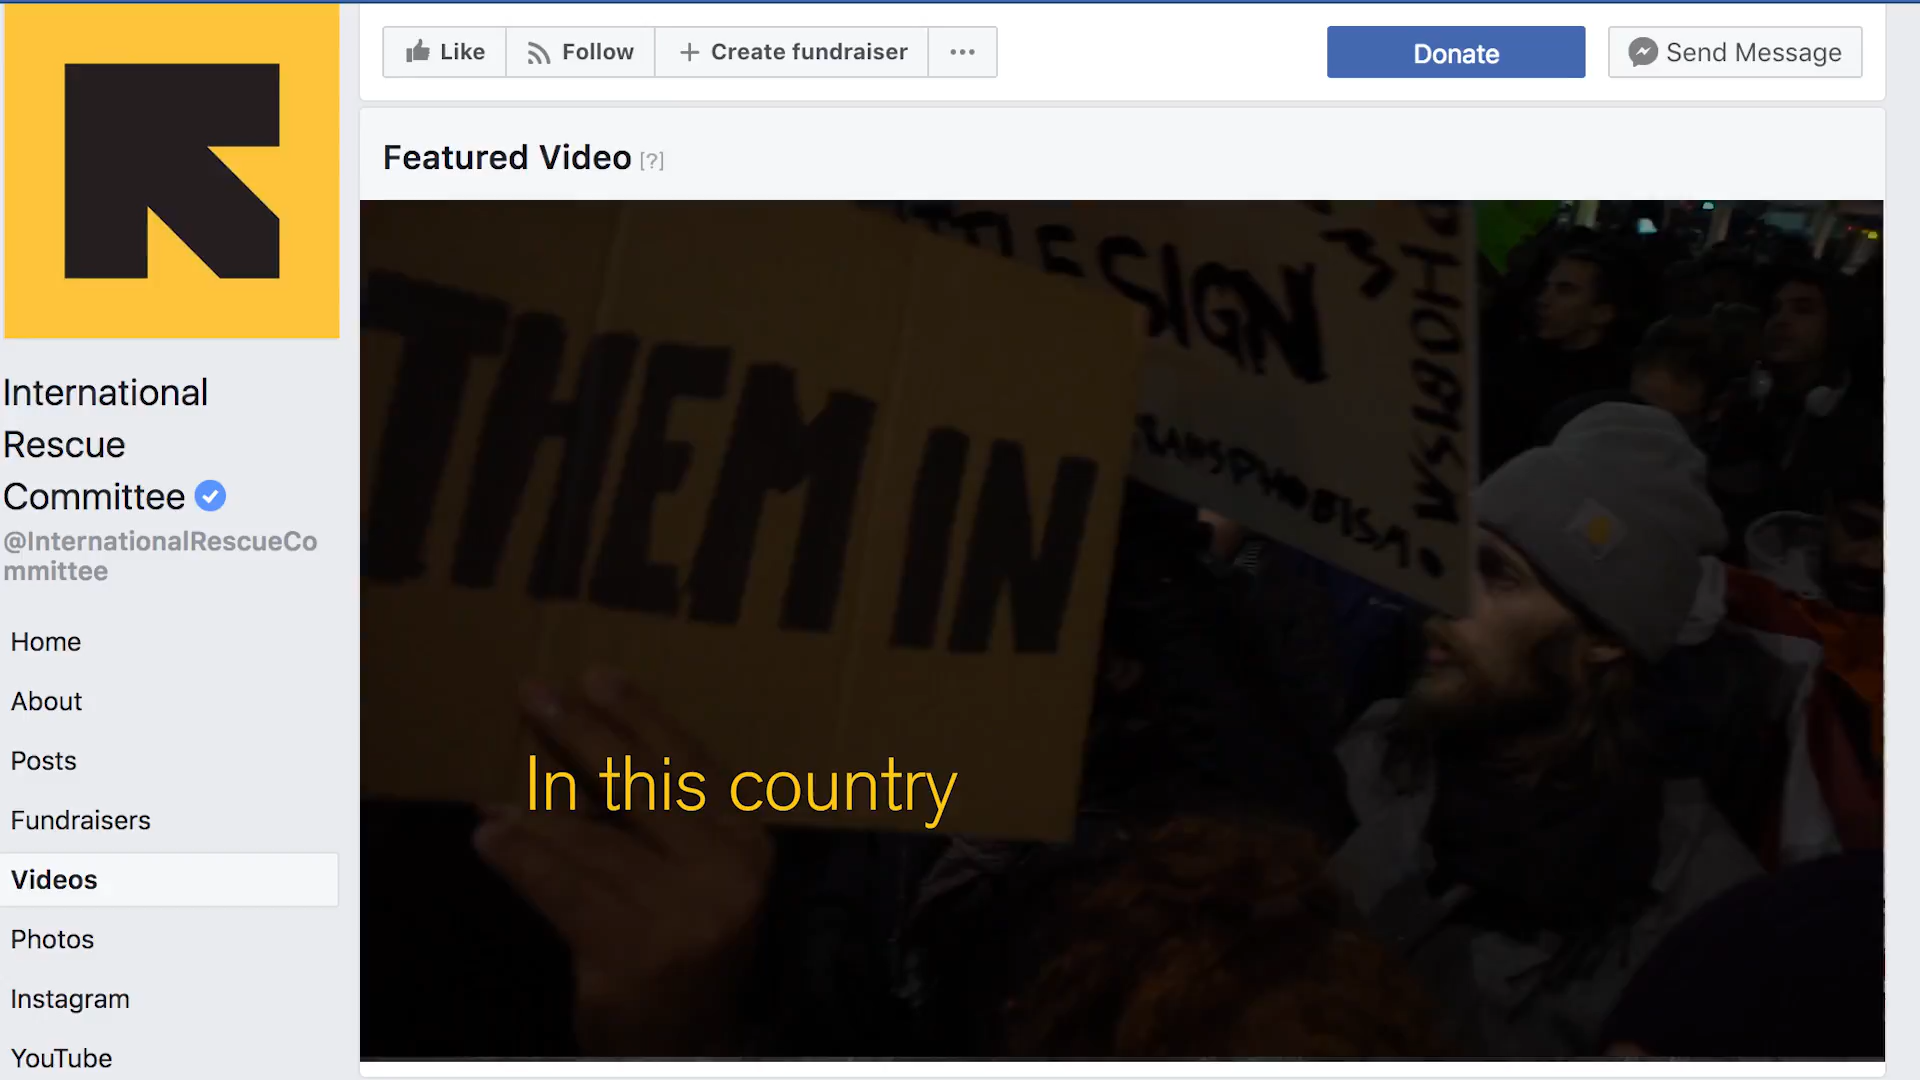 Like
Follow
Create fundraiser
Donate
Send Message
Featured Video [?]
International
Rescue
Committee
@InternationalRescueCo
mmittee
Home
About
Posts
Fundraisers
Videos
Photos
Instagram
YouTube
THEM IN
SIGN
In this country